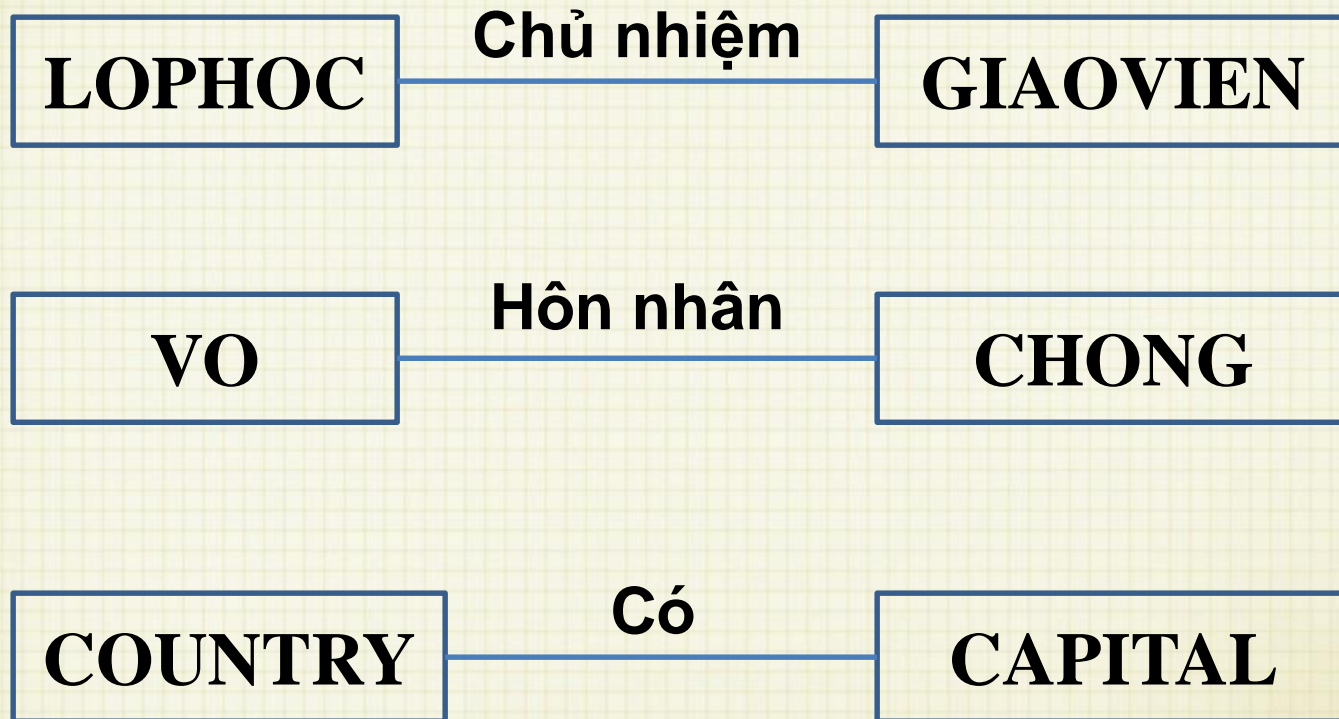 Chủ nhiệm
LOPHOC GIAOVIEN
Hôn nhân
VO CHONG
Có
COUNTRY CAPITAL